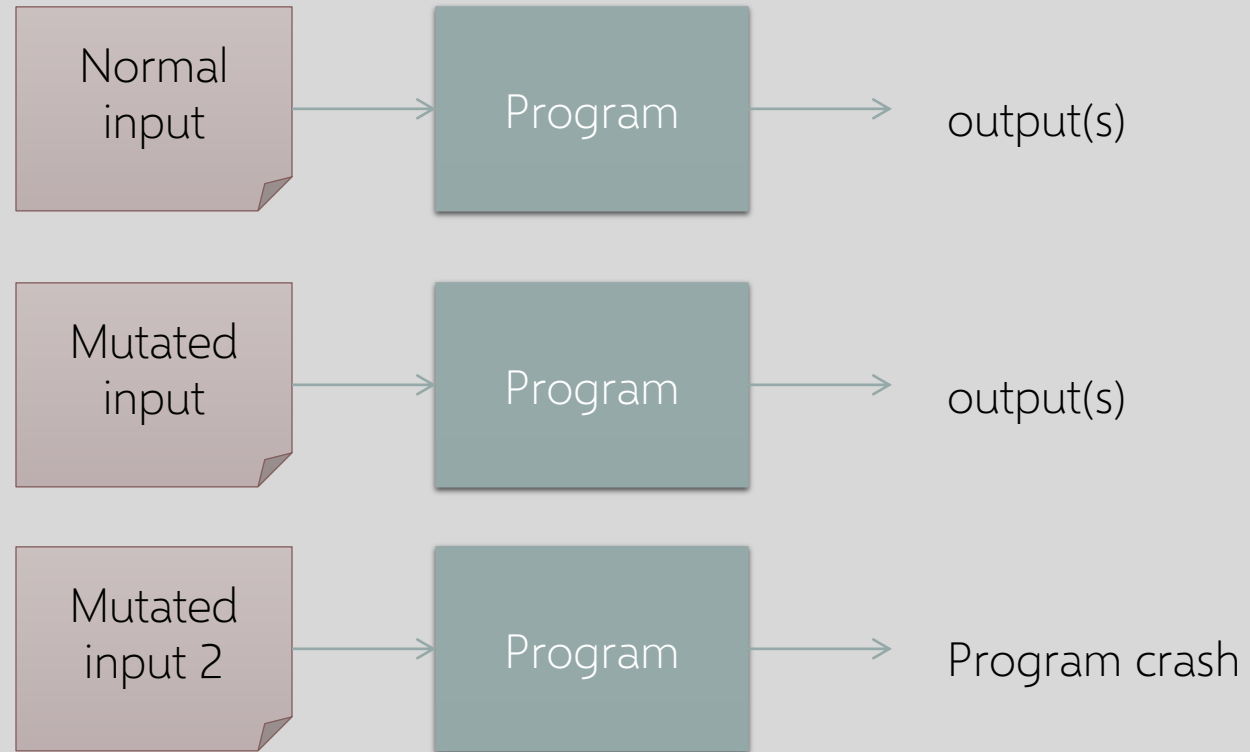 Normal
input
Program
output(s)
Mutated
input
Program
output(s)
Mutated
input 2
Program
Program crash